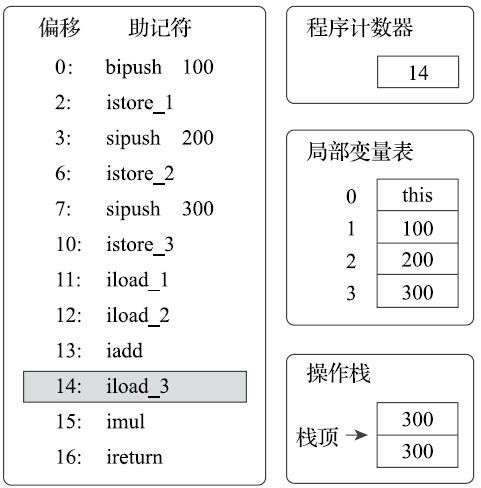 偏移 助记符
0: bipush 100
2: istore_1
3: sipush 200
6: istore_2
7: sipush 300
10: istore_3
11: iload_1
12: iload_2
13: iadd
14: iload_3
15: imul
16: ireturn
程序计数器
14
局部变量表
0 this
1 100
2 200
3 300
操作栈
300
栈顶
300